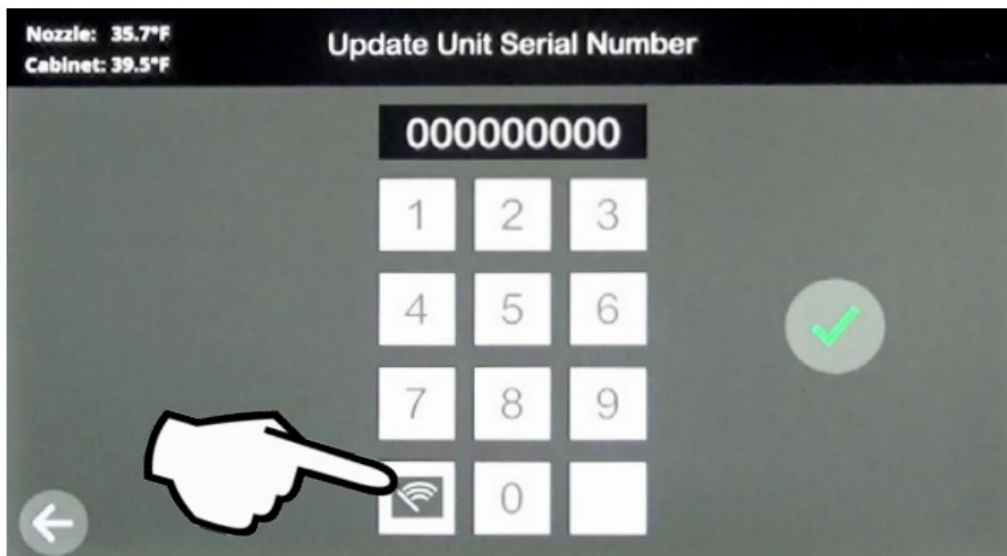 Nozzle: 35.7°F
Cabinet: 39.5°F
Update Unit Serial Number
000000000
1 2 3
4 5 6
7 8 9
0